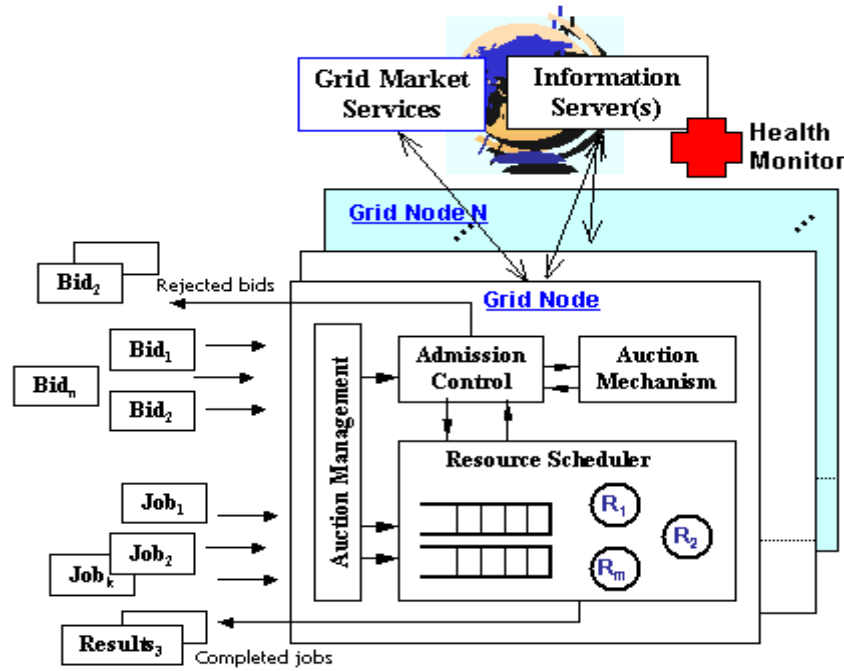 Grid Market
Services
Information
Server(s)
Health
Monitor
Grid Node N
...
...
Grid Node
Bid₂
Rejected bids
Bid₁
Bidₙ
Bid₂
Auction Management
Admission
Control
Auction
Mechanism
Resource Scheduler
R₁
R₂
Rₘ
Job₁
Job₂
Jobₖ
Results₃
Completed jobs